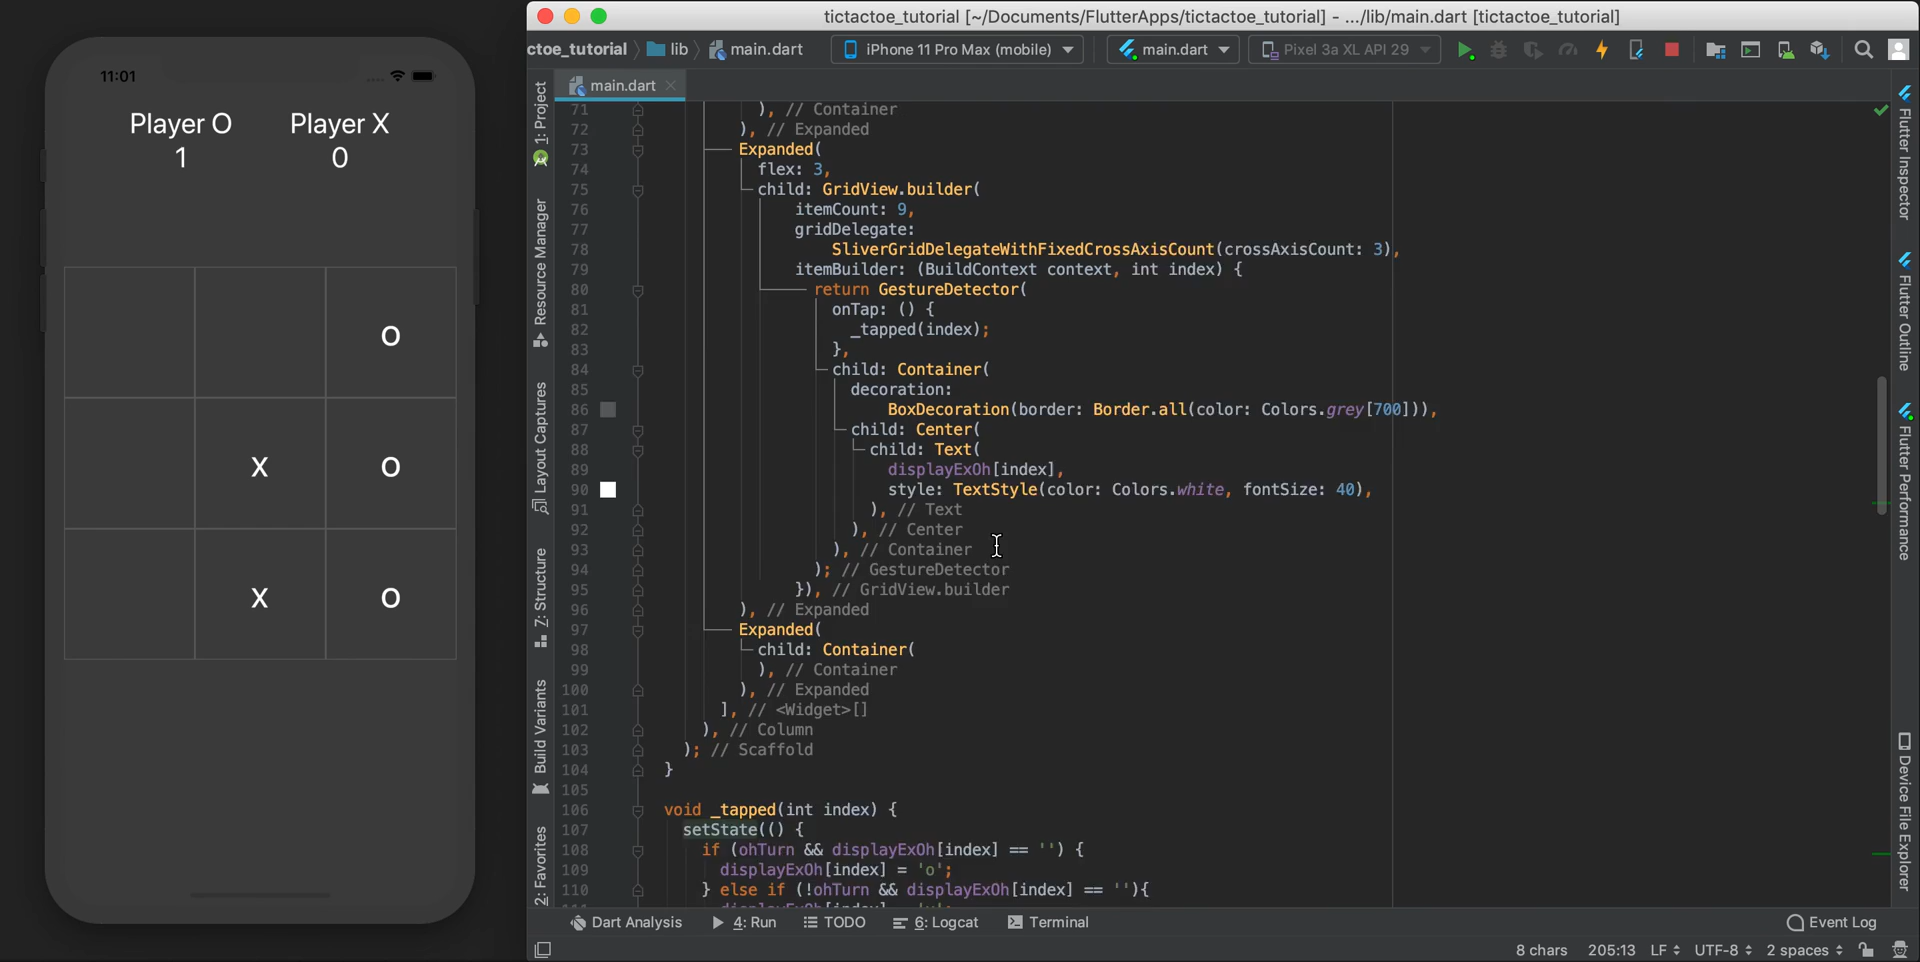 11:01
Player O
Player X
1
0
O
X
O
X
O
tictactoe_tutorial [~/Documents/FlutterApps/tictactoe_tutorial] - .../lib/main.dart [tictactoe_tutorial]
ctoe_tutorial
lib
main.dart
iPhone 11 Pro Max (mobile)
main.dart
Pixel 3a XL API 29
main.dart
1: Project
Resource Manager
Layout Captures
Z: Structure
Build Variants
2: Favorites
71 ), // Container
72 ), // Expanded
73 Expanded(
74 flex: 3,
75 child: GridView.builder(
76 itemCount: 9,
77 gridDelegate:
78 SliverGridDelegateWithFixedCrossAxisCount(crossAxisCount: 3),
79 itemBuilder: (BuildContext context, int index) {
80 return GestureDetector(
81 onTap: () {
82 _tapped(index);
83 },
84 child: Container(
85 decoration:
86 BoxDecoration(border: Border.all(color: Colors.grey[700])),
87 child: Center(
88 child: Text(
89 displayExOh[index],
90 style: TextStyle(color: Colors.white, fontSize: 40),
91 ), // Text
92 ), // Center
93 ), // Container
94 ); // GestureDetector
95 }), // GridView.builder
96 ), // Expanded
97 Expanded(
98 child: Container(
99 ), // Container
100 ), // Expanded
101 ], // <Widget>[]
102 ), // Column
103 ); // Scaffold
104 }
105
106 void _tapped(int index) {
107 setState(() {
108 if (ohTurn && displayExOh[index] == '') {
109 displayExOh[index] = 'o';
110 } else if (!ohTurn && displayExOh[index] == ''){
Flutter Inspector
Flutter Outline
Flutter Performance
Device File Explorer
Dart Analysis
4: Run
TODO
6: Logcat
Terminal
Event Log
8 chars
205:13
LF
UTF-8
2 spaces